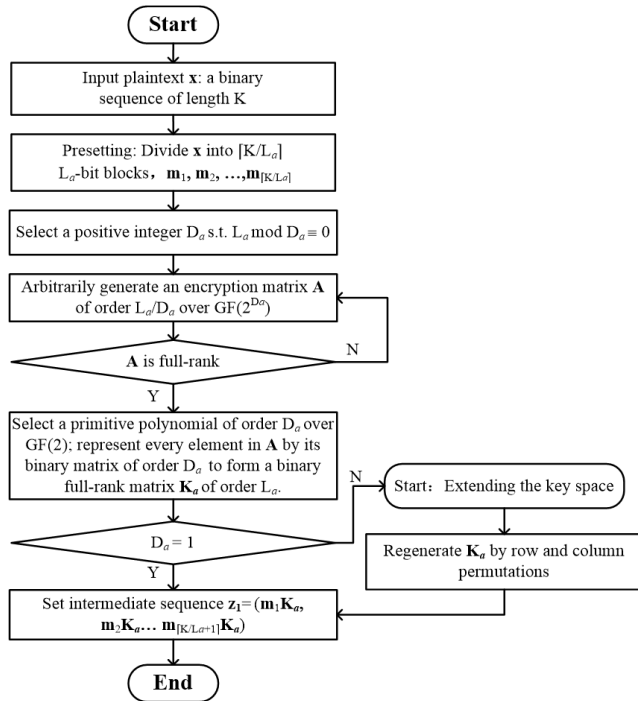 Start
Input plaintext x: a binary
sequence of length K
Presetting: Divide x into ⌈K/Lₐ⌉
Lₐ-bit blocks，m₁, m₂, …,m⌈K/Lₐ⌉
Select a positive integer Dₐ s.t. Lₐ mod Dₐ ≡ 0
Arbitrarily generate an encryption matrix A
of order Lₐ/Dₐ over GF(2^Dₐ)
A is full-rank
N
Y
Select a primitive polynomial of order Dₐ over
GF(2); represent every element in A by its
binary matrix of order Dₐ to form a binary
full-rank matrix Kₐ of order Lₐ.
Dₐ = 1
N
Y
Start：Extending the key space
Regenerate Kₐ by row and column
permutations
Set intermediate sequence z₁=(m₁Kₐ,
m₂Kₐ… m⌈K/Lₐ+1⌉Kₐ)
End